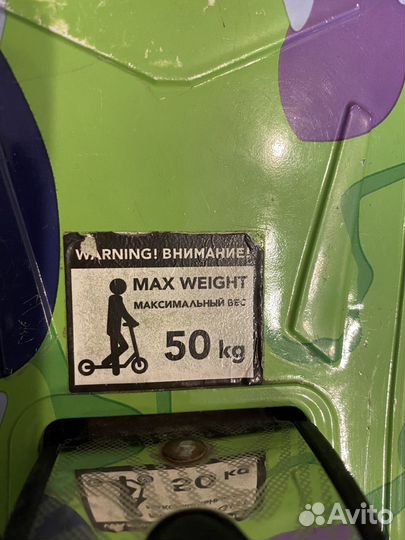 WARNING! ВНИМАНИЕ!
MAX WEIGHT
МАКСИМАЛЬНЫЙ ВЕС
50 kg
Avito